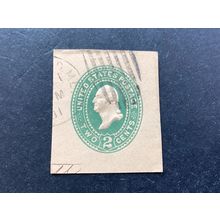 UNITED STATES POSTAGE
TWO 2 CENTS